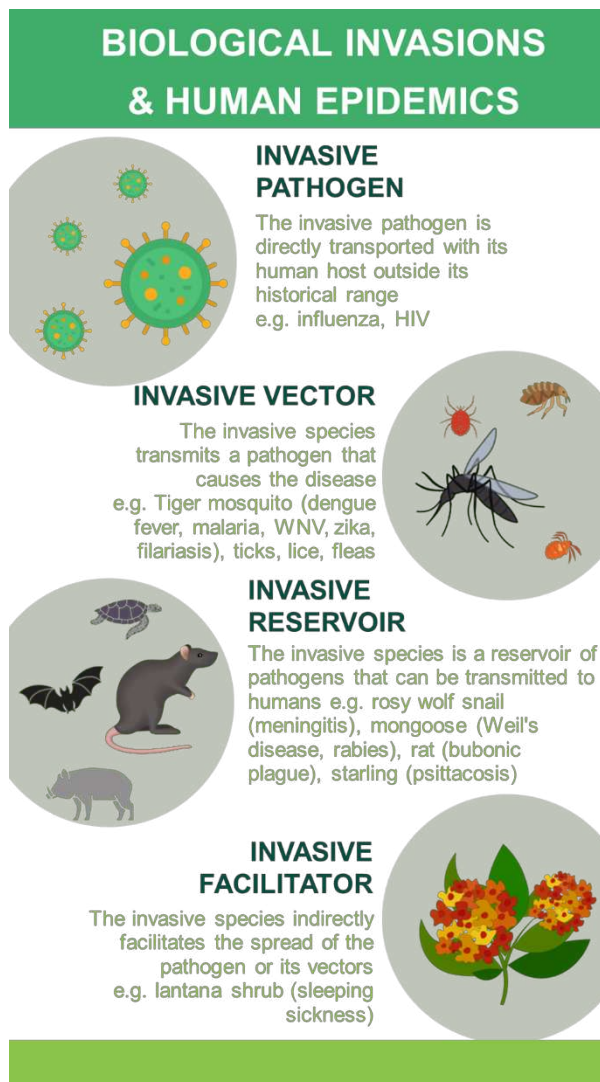 BIOLOGICAL INVASIONS
& HUMAN EPIDEMICS
INVASIVE
PATHOGEN
The invasive pathogen is
directly transported with its
human host outside its
historical range
e.g. influenza, HIV
INVASIVE VECTOR
The invasive species
transmits a pathogen that
causes the disease
e.g. Tiger mosquito (dengue
fever, malaria, WNV, zika,
filariasis), ticks, lice, fleas
INVASIVE
RESERVOIR
The invasive species is a reservoir of
pathogens that can be transmitted to
humans e.g. rosy wolf snail
(meningitis), mongoose (Weil's
disease, rabies), rat (bubonic
plague), starling (psittacosis)
INVASIVE
FACILITATOR
The invasive species indirectly
facilitates the spread of the
pathogen or its vectors
e.g. lantana shrub (sleeping
sickness)